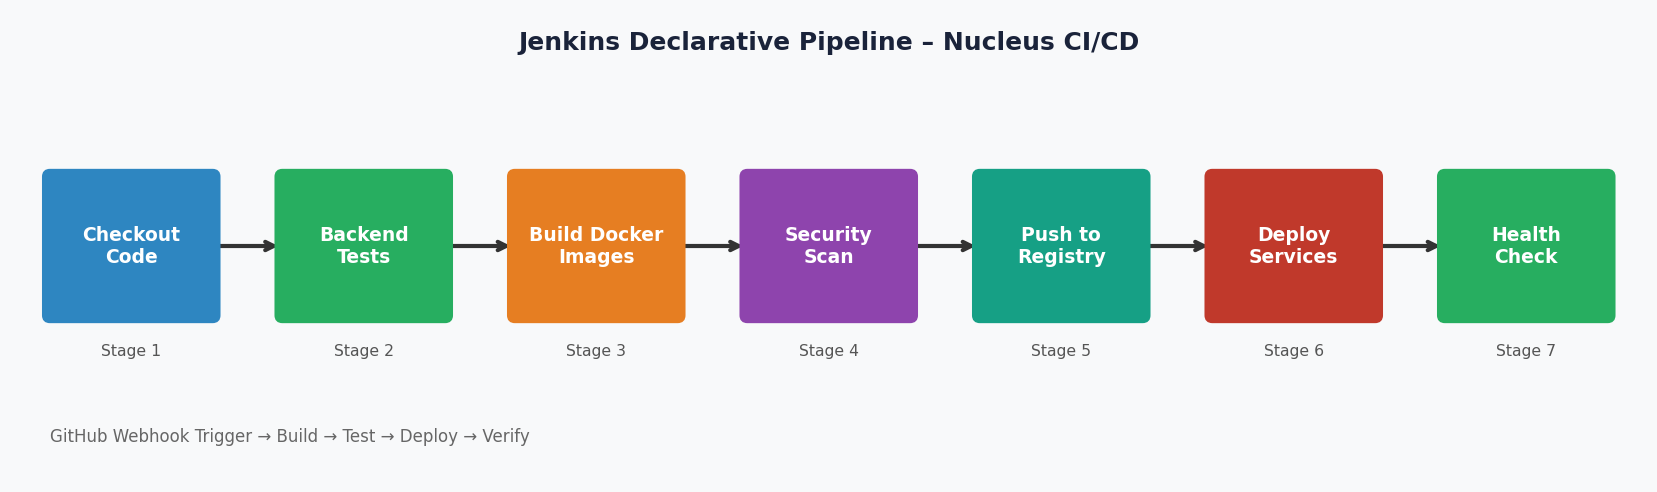 Jenkins Declarative Pipeline – Nucleus CI/CD
Checkout
Code
Backend
Tests
Build Docker
Images
Security
Scan
Push to
Registry
Deploy
Services
Health
Check
Stage 1
Stage 2
Stage 3
Stage 4
Stage 5
Stage 6
Stage 7
GitHub Webhook Trigger → Build → Test → Deploy → Verify